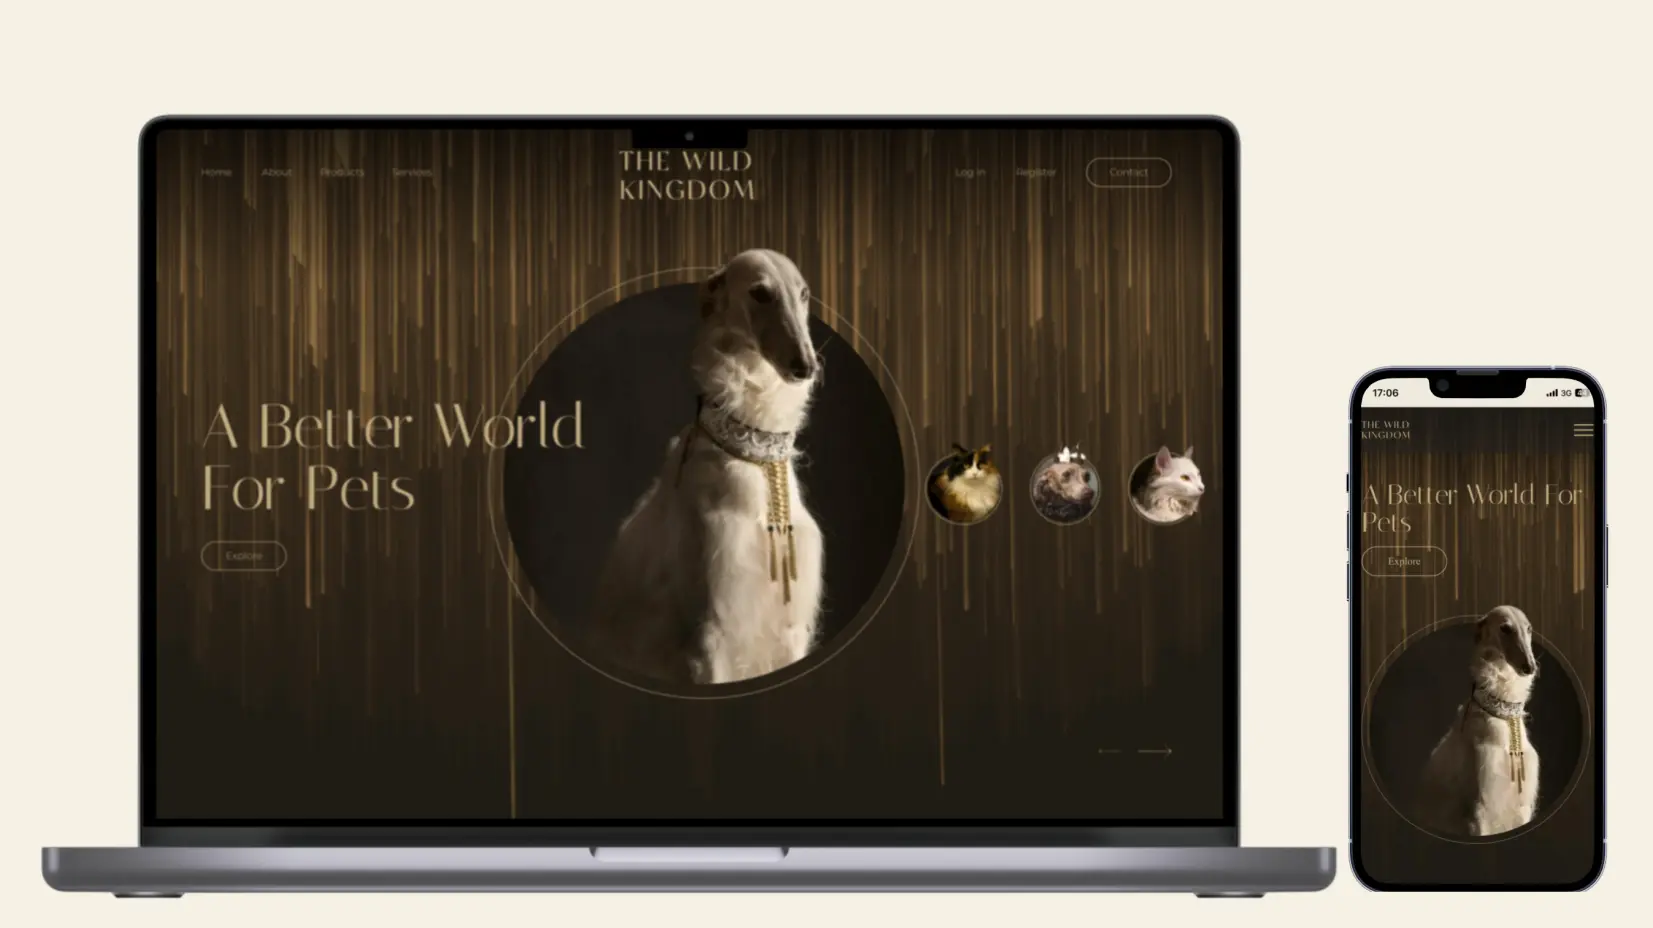 Home About Products Services
THE WILD
KINGDOM
Log In Register Contact
A Better World
For Pets
Explore
17:06
3G
THE WILD
KINGDOM
A Better World For
Pets
Explore